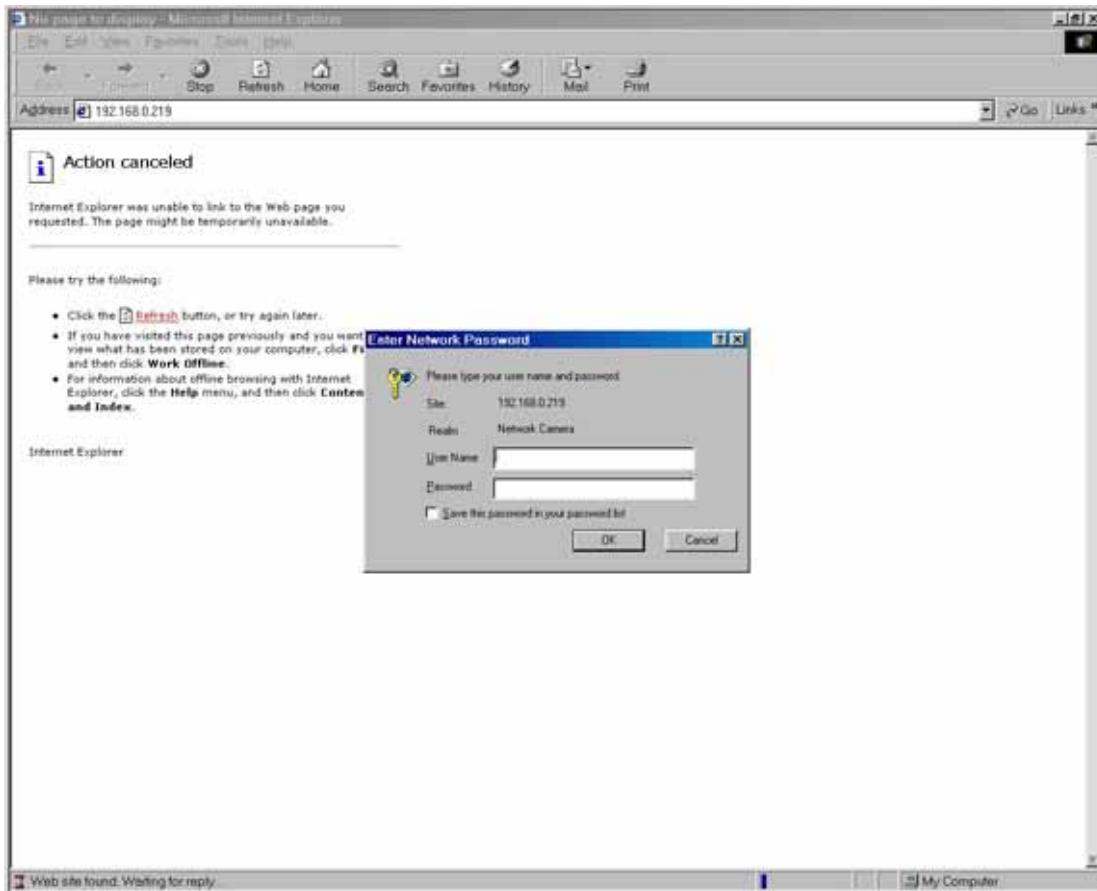 No page to display - Microsoft Internet Explorer
File Edit View Favorites Tools Help
Back Forward Stop Refresh Home Search Favorites History Mail Print
Address 192.168.0.219 Go Links »
Action canceled
Internet Explorer was unable to link to the Web page you
requested. The page might be temporarily unavailable.
Please try the following:
Click the Refresh button, or try again later.
If you have visited this page previously and you want
view what has been stored on your computer, click
and then click Work Offline.
For information about offline browsing with Internet
Explorer, click the Help menu, and then click Conten
and Index.
Internet Explorer
Enter Network Password
Please type your user name and password.
Site: 192.168.0.219
Realm Network Camera
User Name
Password
Save this password in your password list
OK Cancel
Web site found. Waiting for reply...
My Computer